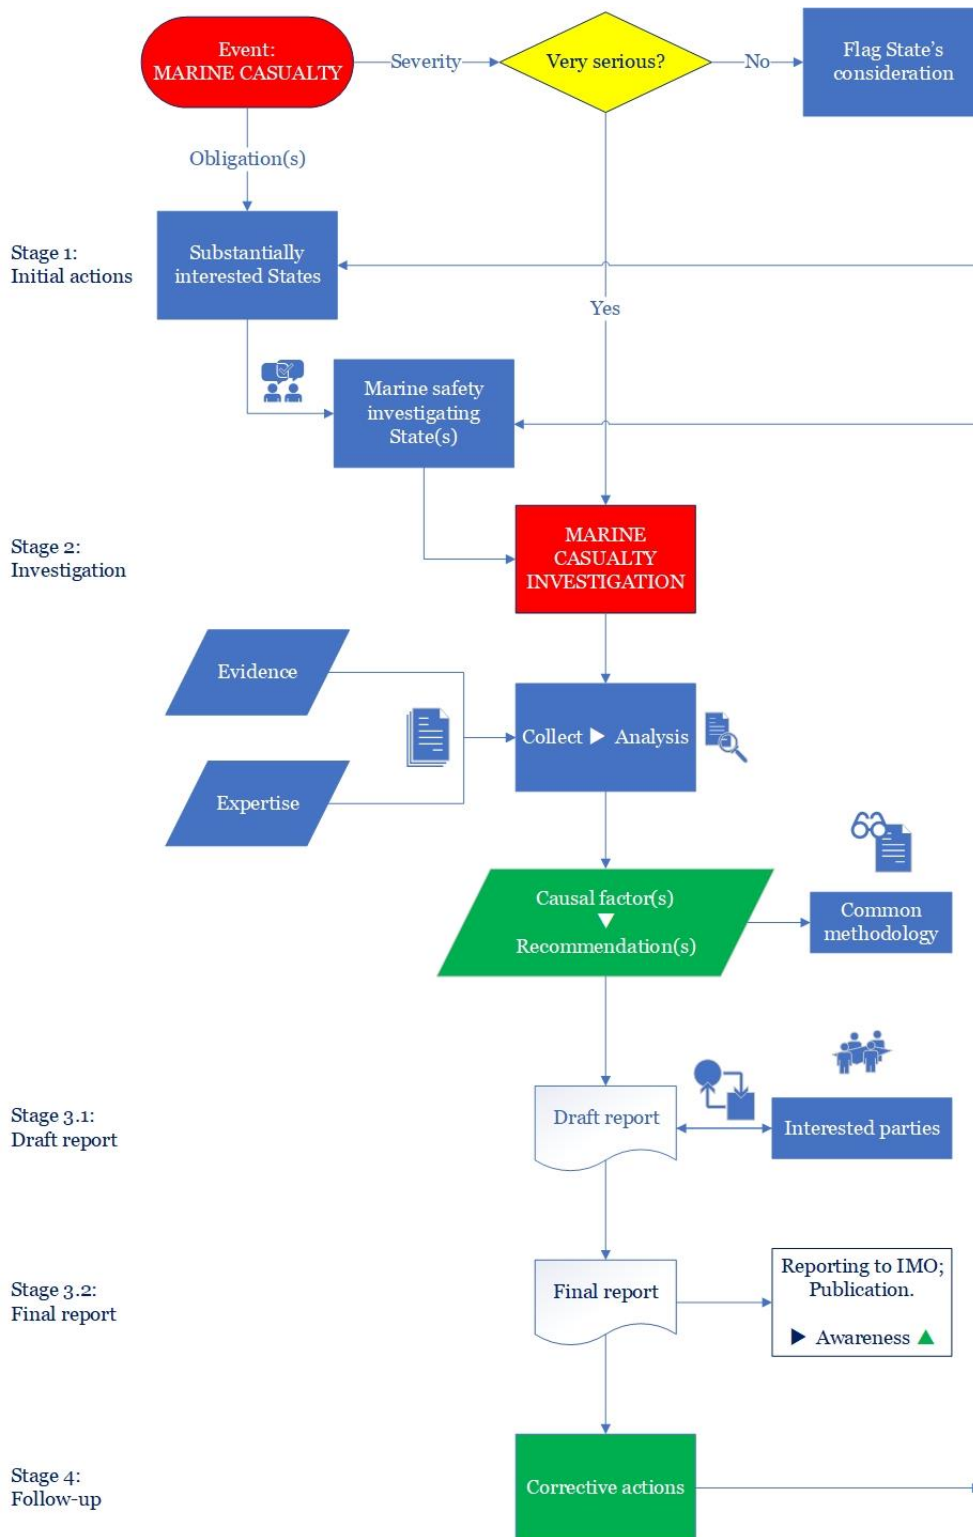 Event:
MARINE CASUALTY
Severity
Very serious?
No
Flag State's
consideration
Obligation(s)
Stage 1:
Initial actions
Substantially
interested States
Yes
Marine safety
investigating
State(s)
Stage 2:
Investigation
MARINE
CASUALTY
INVESTIGATION
Evidence
Collect ▶ Analysis
Expertise
Causal factor(s)
▼
Recommendation(s)
Common
methodology
Stage 3.1:
Draft report
Draft report
Interested parties
Stage 3.2:
Final report
Final report
Reporting to IMO;
Publication.
▶ Awareness ▲
Stage 4:
Follow-up
Corrective actions